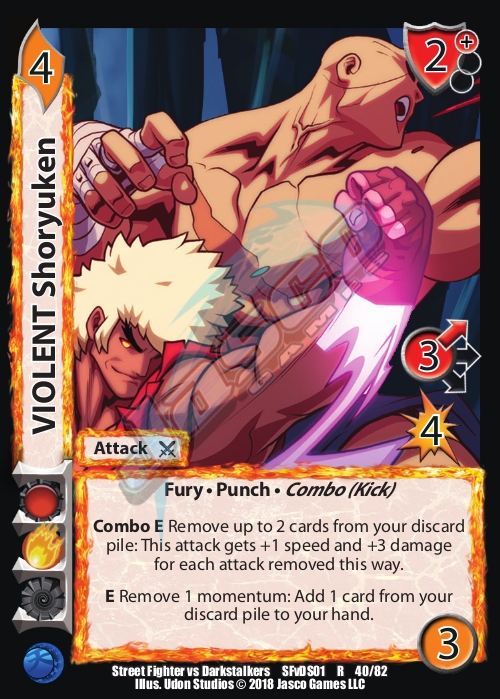 4
2
+
VIOLENT Shoryuken
3
4
Attack
Fury • Punch • Combo (Kick)
Combo E Remove up to 2 cards from your discard
pile: This attack gets +1 speed and +3 damage
for each attack removed this way.
E Remove 1 momentum: Add 1 card from your
discard pile to your hand.
3
Street Fighter vs Darkstalkers SFvDS01 R 40/82
Illus. Udon Studios © 2018 Jasco Games LLC